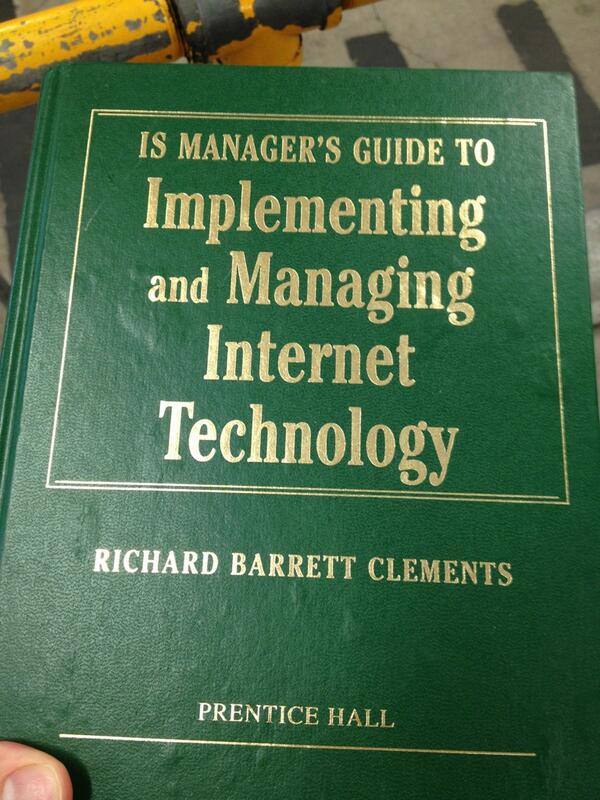 IS MANAGER'S GUIDE TO
Implementing
and Managing
Internet
Technology
RICHARD BARRETT CLEMENTS
PRENTICE HALL